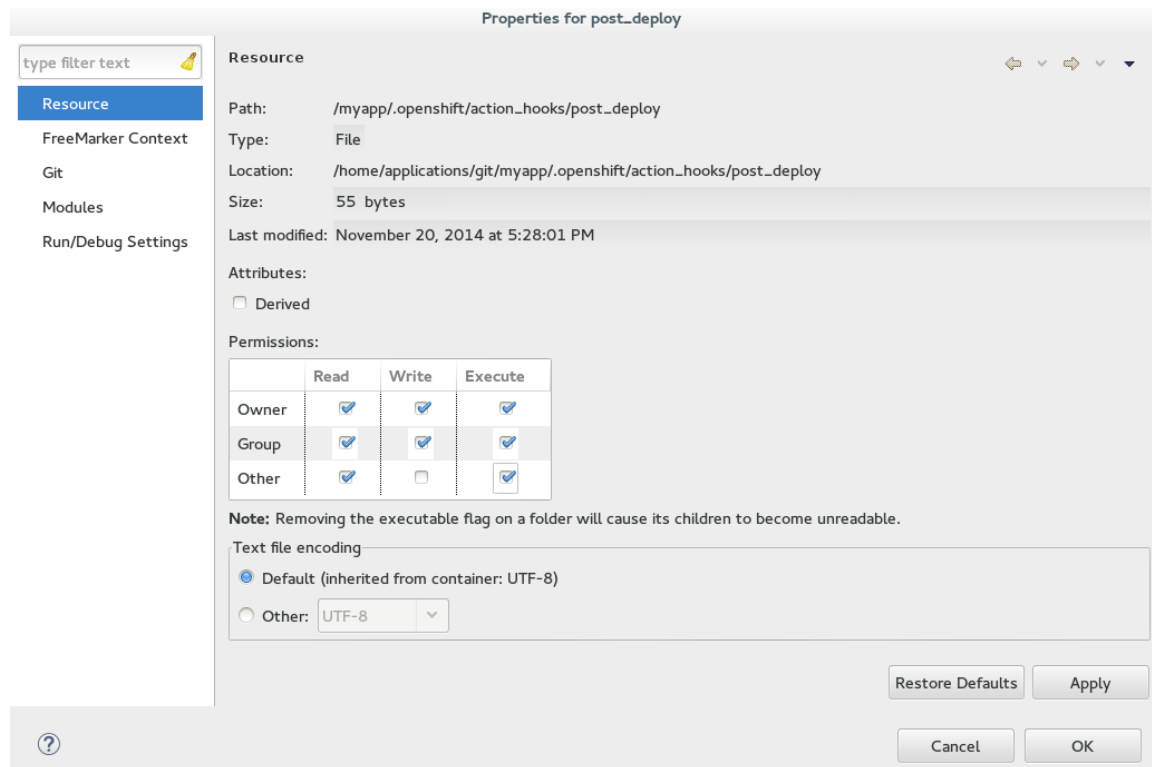 Properties for post_deploy
type filter text
Resource
FreeMarker Context
Git
Modules
Run/Debug Settings
Resource
Path: /myapp/.openshift/action_hooks/post_deploy
Type: File
Location: /home/applications/git/myapp/.openshift/action_hooks/post_deploy
Size: 55 bytes
Last modified: November 20, 2014 at 5:28:01 PM
Attributes:
Derived
Permissions:
Read Write Execute
Owner
Group
Other
Note: Removing the executable flag on a folder will cause its children to become unreadable.
Text file encoding
Default (inherited from container: UTF-8)
Other: UTF-8
Restore Defaults Apply
? Cancel OK